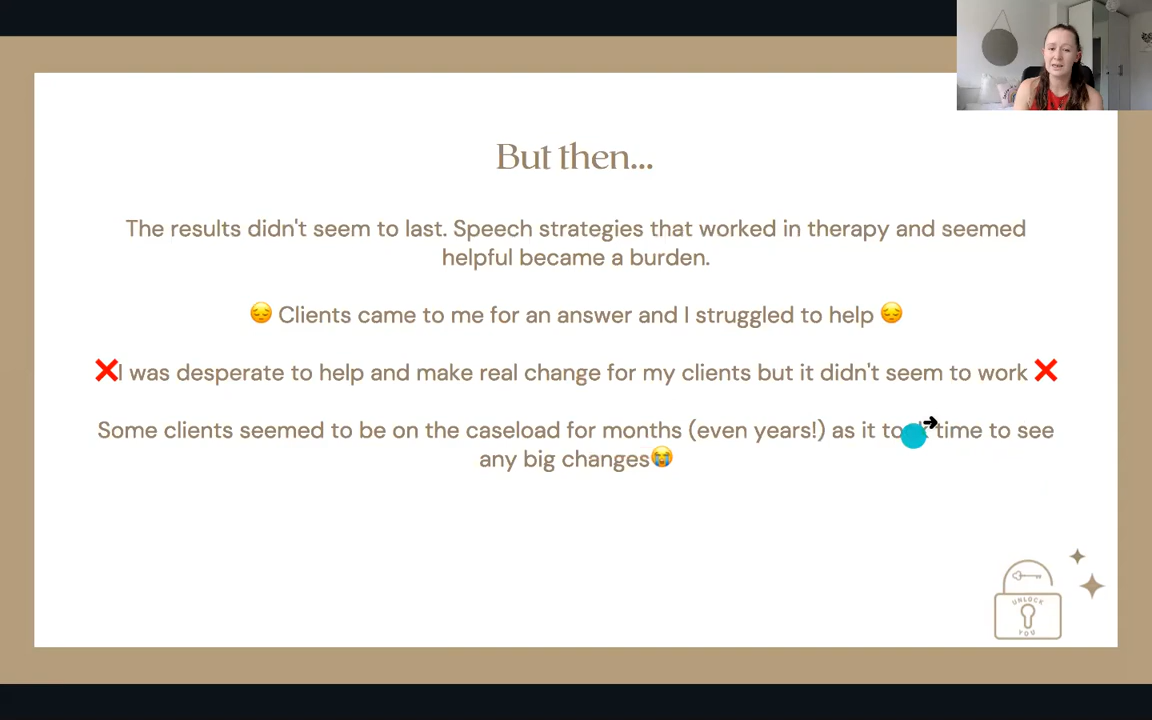 But then...
The results didn't seem to last. Speech strategies that worked in therapy and seemed
helpful became a burden.
😔 Clients came to me for an answer and I struggled to help 😔
❌I was desperate to help and make real change for my clients but it didn't seem to work ❌
Some clients seemed to be on the caseload for months (even years!) as it took time to see
any big changes😭
UNLOCK
YOU